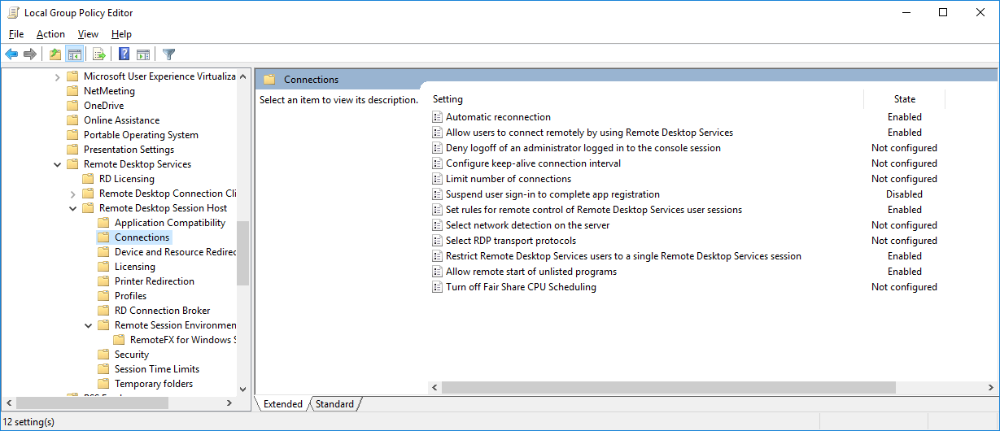 Local Group Policy Editor
File Action View Help
Microsoft User Experience Virtualiza
NetMeeting
OneDrive
Online Assistance
Portable Operating System
Presentation Settings
Remote Desktop Services
RD Licensing
Remote Desktop Connection Cli
Remote Desktop Session Host
Application Compatibility
Connections
Device and Resource Redirec
Licensing
Printer Redirection
Profiles
RD Connection Broker
Remote Session Environmen
RemoteFX for Windows S
Security
Session Time Limits
Temporary folders
Connections
Select an item to view its description.
Setting State
Automatic reconnection Enabled
Allow users to connect remotely by using Remote Desktop Services Enabled
Deny logoff of an administrator logged in to the console session Not configured
Configure keep-alive connection interval Not configured
Limit number of connections Not configured
Suspend user sign-in to complete app registration Disabled
Set rules for remote control of Remote Desktop Services user sessions Enabled
Select network detection on the server Not configured
Select RDP transport protocols Not configured
Restrict Remote Desktop Services users to a single Remote Desktop Services session Enabled
Allow remote start of unlisted programs Enabled
Turn off Fair Share CPU Scheduling Not configured
Extended Standard
12 setting(s)